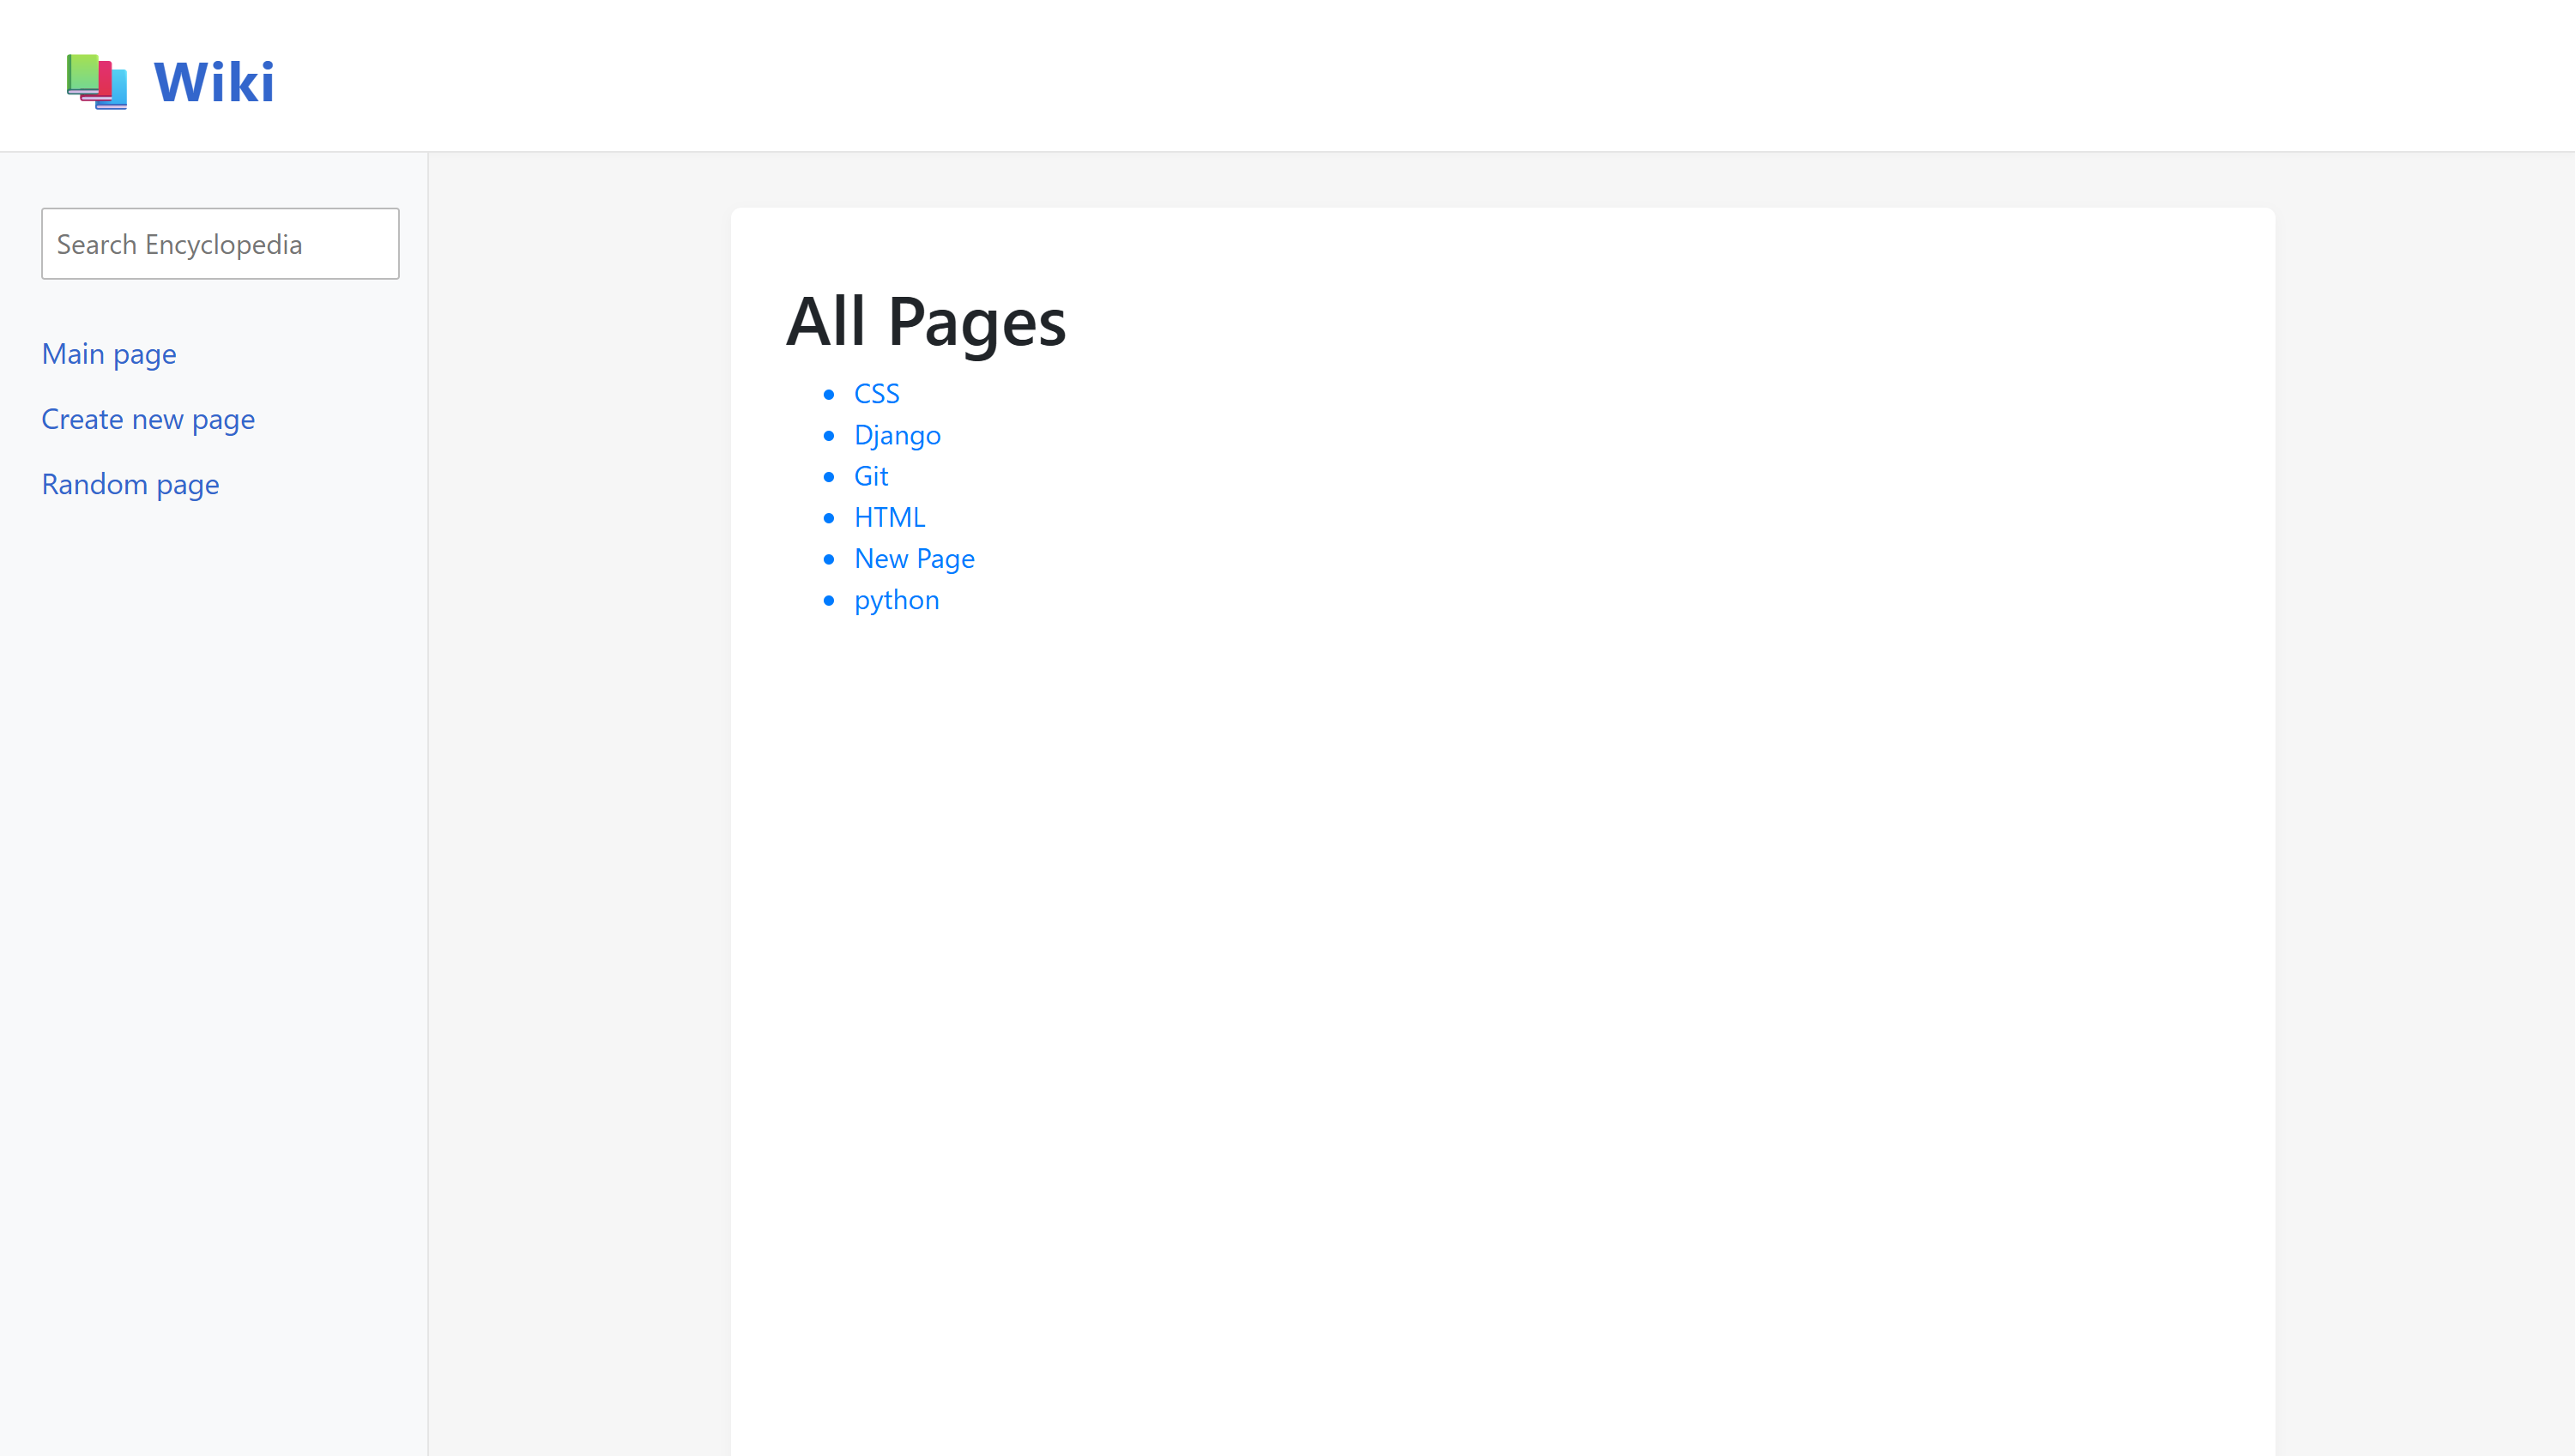 Wiki
Search Encyclopedia
Main page
Create new page
Random page
All Pages
CSS
Django
Git
HTML
New Page
python